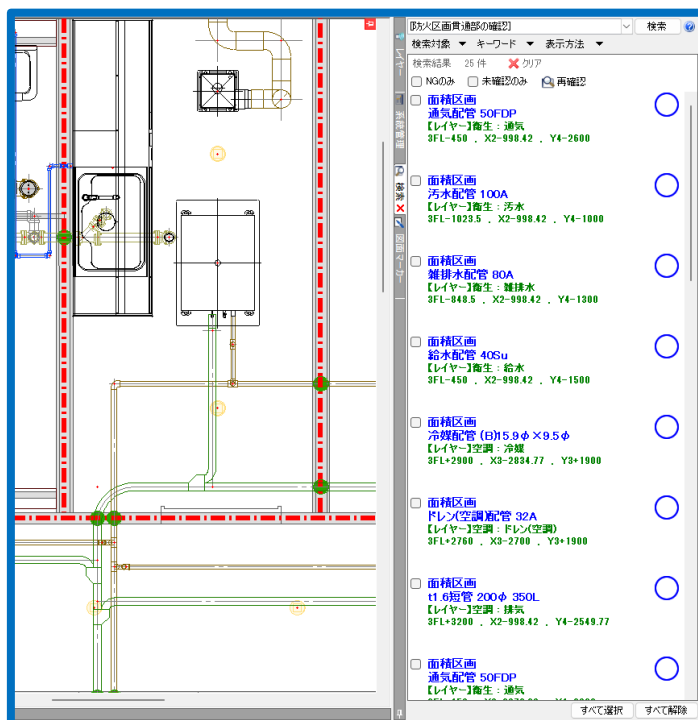 [防火区画貫通部の確認]
検索
検索対象 ▼ キーワード ▼ 表示方法 ▼
検索結果 25 件 クリア
NGのみ 未確認のみ 再確認
面積区画
通気配管 50FDP
【レイヤー】衛生 : 通気
3FL-450 , X2-998.42 , Y4-2600
面積区画
汚水配管 100A
【レイヤー】衛生 : 汚水
3FL-1023.5 , X2-998.42 , Y4-1000
面積区画
雑排水配管 80A
【レイヤー】衛生 : 雑排水
3FL-848.5 , X2-998.42 , Y4-1300
面積区画
給水配管 40Su
【レイヤー】衛生 : 給水
3FL-450 , X2-998.42 , Y4-1500
面積区画
冷媒配管 (B)15.9φ×9.5φ
【レイヤー】空調 : 冷媒
3FL+2900 , X3-2834.77 , Y3+1900
面積区画
ドレン(空調)配管 32A
【レイヤー】空調 : ドレン(空調)
3FL+2760 , X3-2700 , Y3+1900
面積区画
t1.6短管 200φ 350L
【レイヤー】空調 : 排気
3FL+3200 , X2-998.42 , Y4-2549.77
面積区画
通気配管 50FDP
【レイヤー】衛生 : 通気
すべて選択 すべて解除
レイヤー
系統管理
検索
図面マーカー